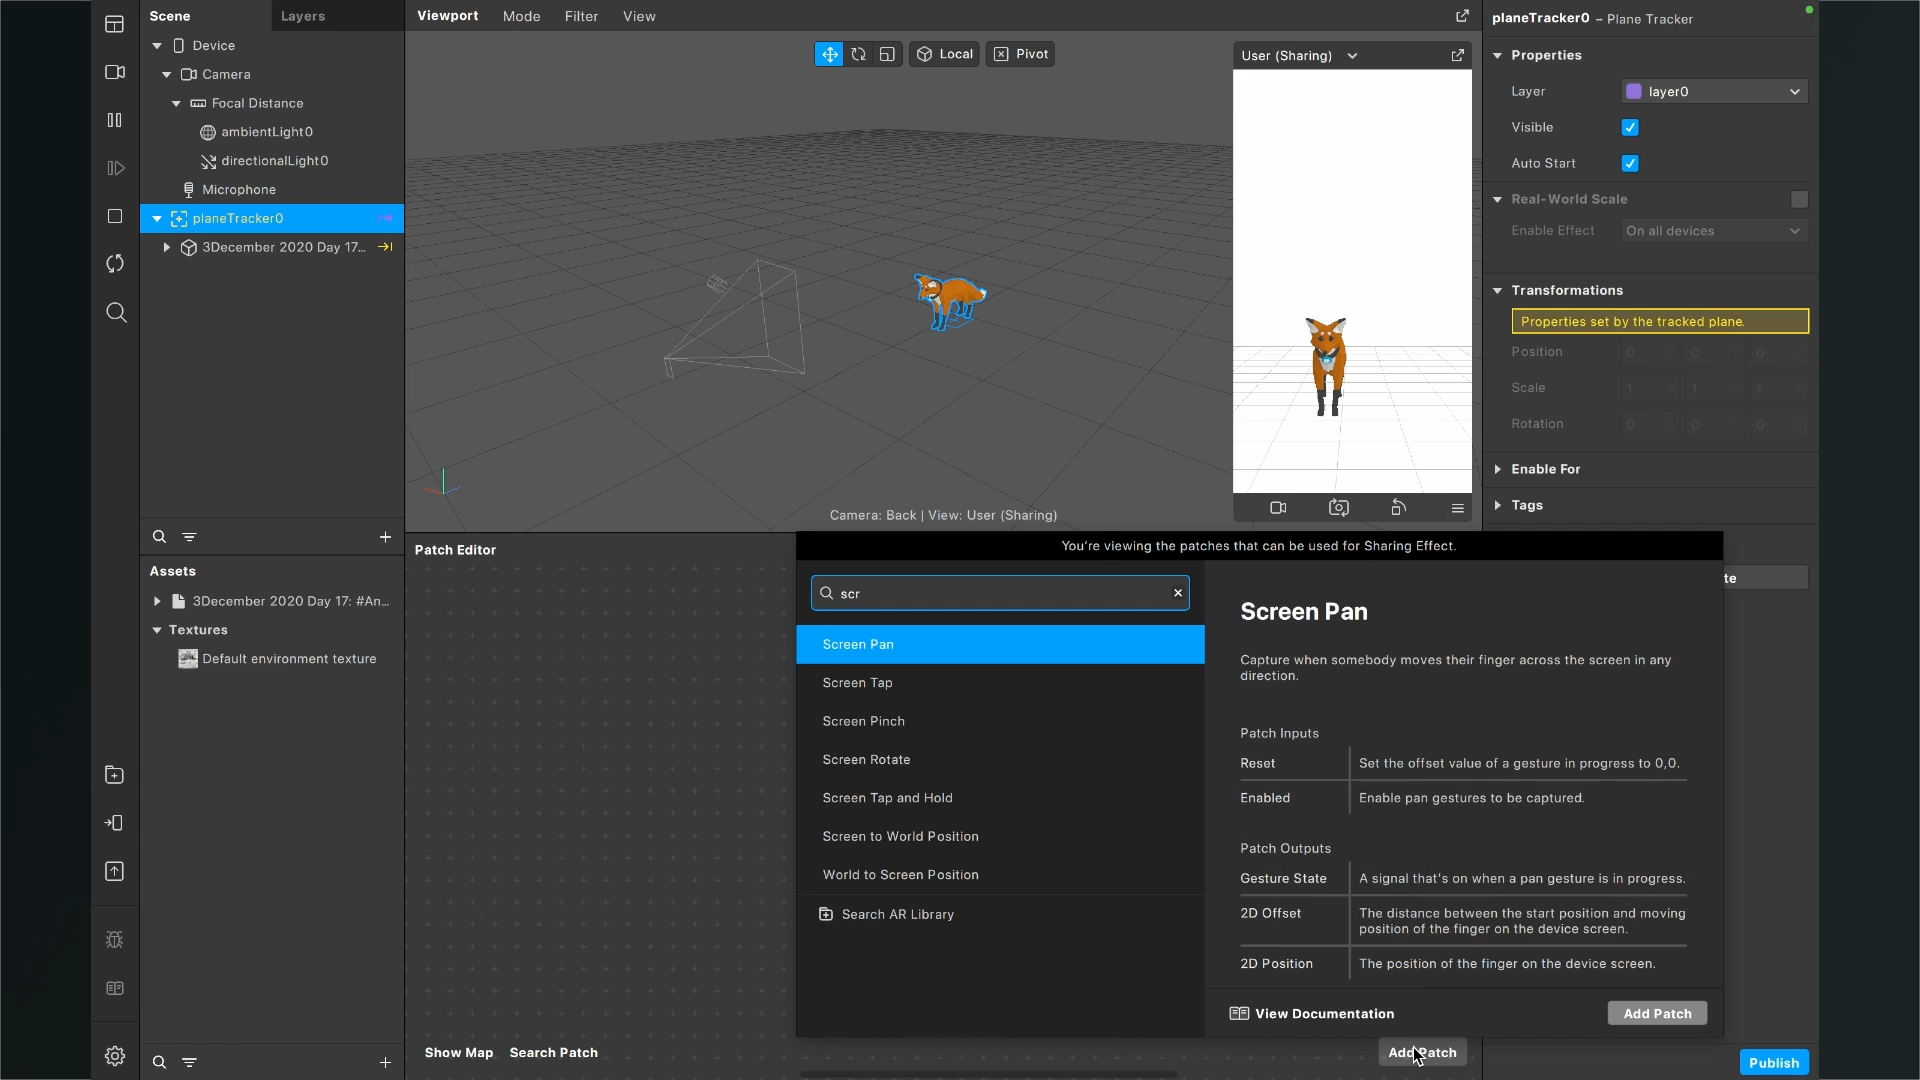 Scene
Layers
Device
Camera
Focal Distance
ambientLight0
directionalLight0
Microphone
planeTracker0
3December 2020 Day 17...
Assets
3December 2020 Day 17: #An...
Textures
Default environment texture
Viewport Mode Filter View
Local
Pivot
User (Sharing)
Camera: Back | View: User (Sharing)
planeTracker0 – Plane Tracker
Properties
Layer layer0
Visible
Auto Start
Real-World Scale
Enable Effect On all devices
Transformations
Properties set by the tracked plane.
Position 0 0 0
Scale 1 1 1
Rotation 0 0 0
Enable For
Tags
te
Patch Editor
You're viewing the patches that can be used for Sharing Effect.
scr
Screen Pan
Screen Tap
Screen Pinch
Screen Rotate
Screen Tap and Hold
Screen to World Position
World to Screen Position
Search AR Library
Screen Pan
Capture when somebody moves their finger across the screen in any
direction.
Patch Inputs
Reset Set the offset value of a gesture in progress to 0,0.
Enabled Enable pan gestures to be captured.
Patch Outputs
Gesture State A signal that's on when a pan gesture is in progress.
2D Offset The distance between the start position and moving
position of the finger on the device screen.
2D Position The position of the finger on the device screen.
View Documentation
Add Patch
Show Map Search Patch
Add Patch
Publish